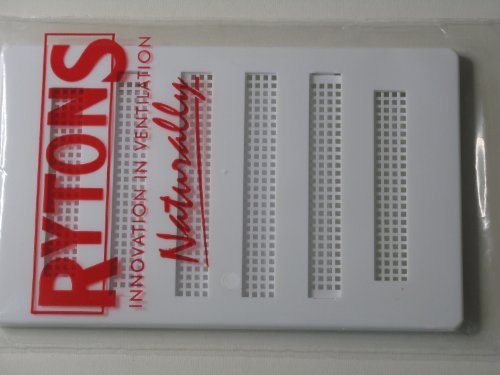 RYTONS
INNOVATION IN VENTILATION
Naturally